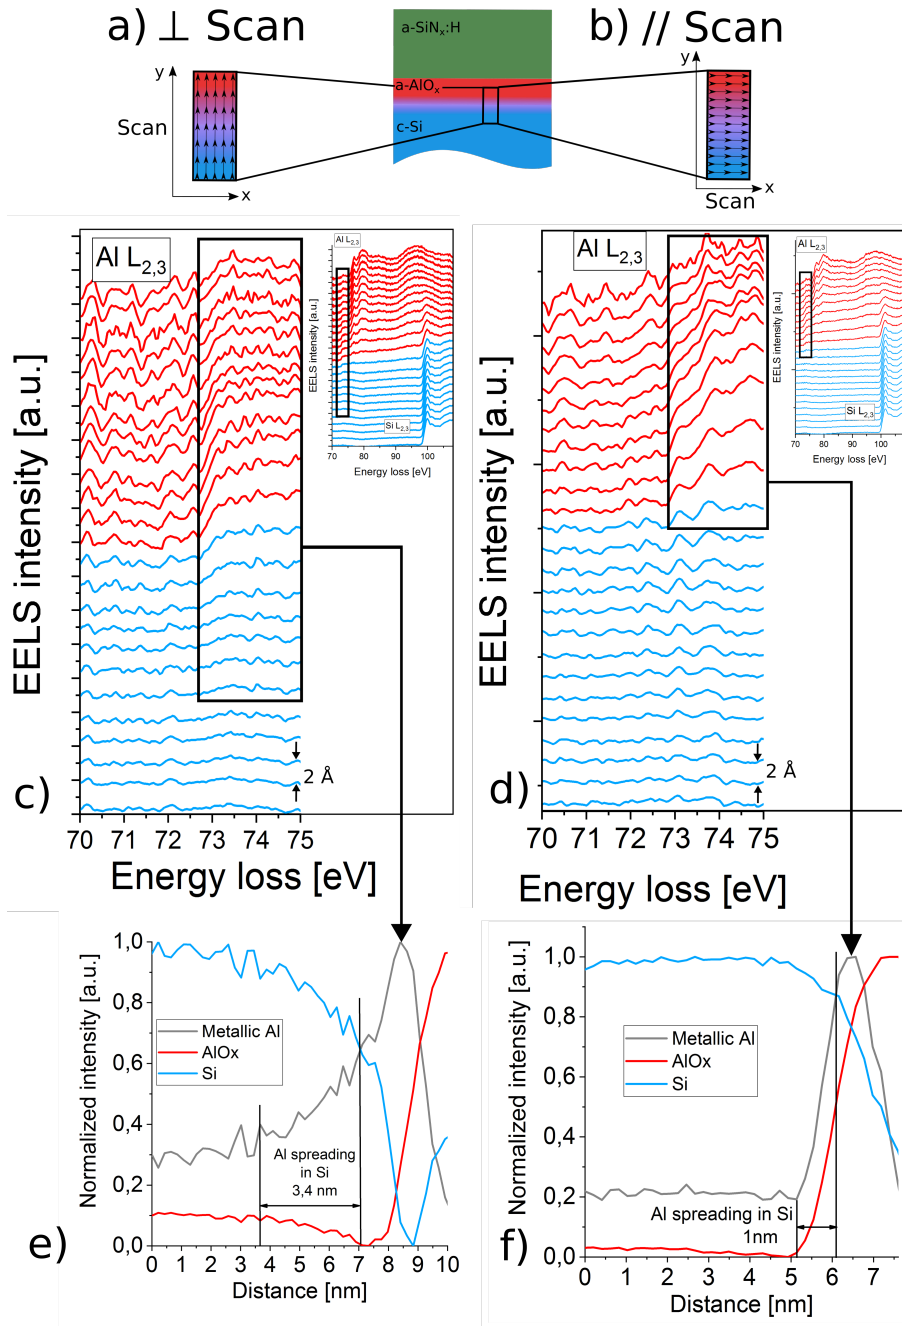 a) ⊥ Scan
a-SiNx:H
b) // Scan
y
a-AlOx
y
Scan
c-Si
x
x
Scan
Al L2,3
Al L2,3
EELS intensity [a.u.]
Si L2,3
70 80 90 100
Energy loss [eV]
EELS intensity [a.u.]
2 Å
c)
70 71 72 73 74 75
Energy loss [eV]
Al L2,3
Al L2,3
EELS intensity [a.u.]
Si L2,3
70 80 90 100
Energy loss [eV]
EELS intensity [a.u.]
2 Å
d)
70 71 72 73 74 75
Energy loss [eV]
Normalized intensity [a.u.]
1,0
0,8
0,6
0,4
0,2
0,0
Metallic Al
AlOx
Si
Al spreading
in Si
3,4 nm
e)
0 1 2 3 4 5 6 7 8 9 10
Distance [nm]
Normalized intensity [a.u.]
1,0
0,8
0,6
0,4
0,2
0,0
Metallic Al
AlOx
Si
Al spreading in Si
1nm
f)
0 1 2 3 4 5 6 7
Distance [nm]